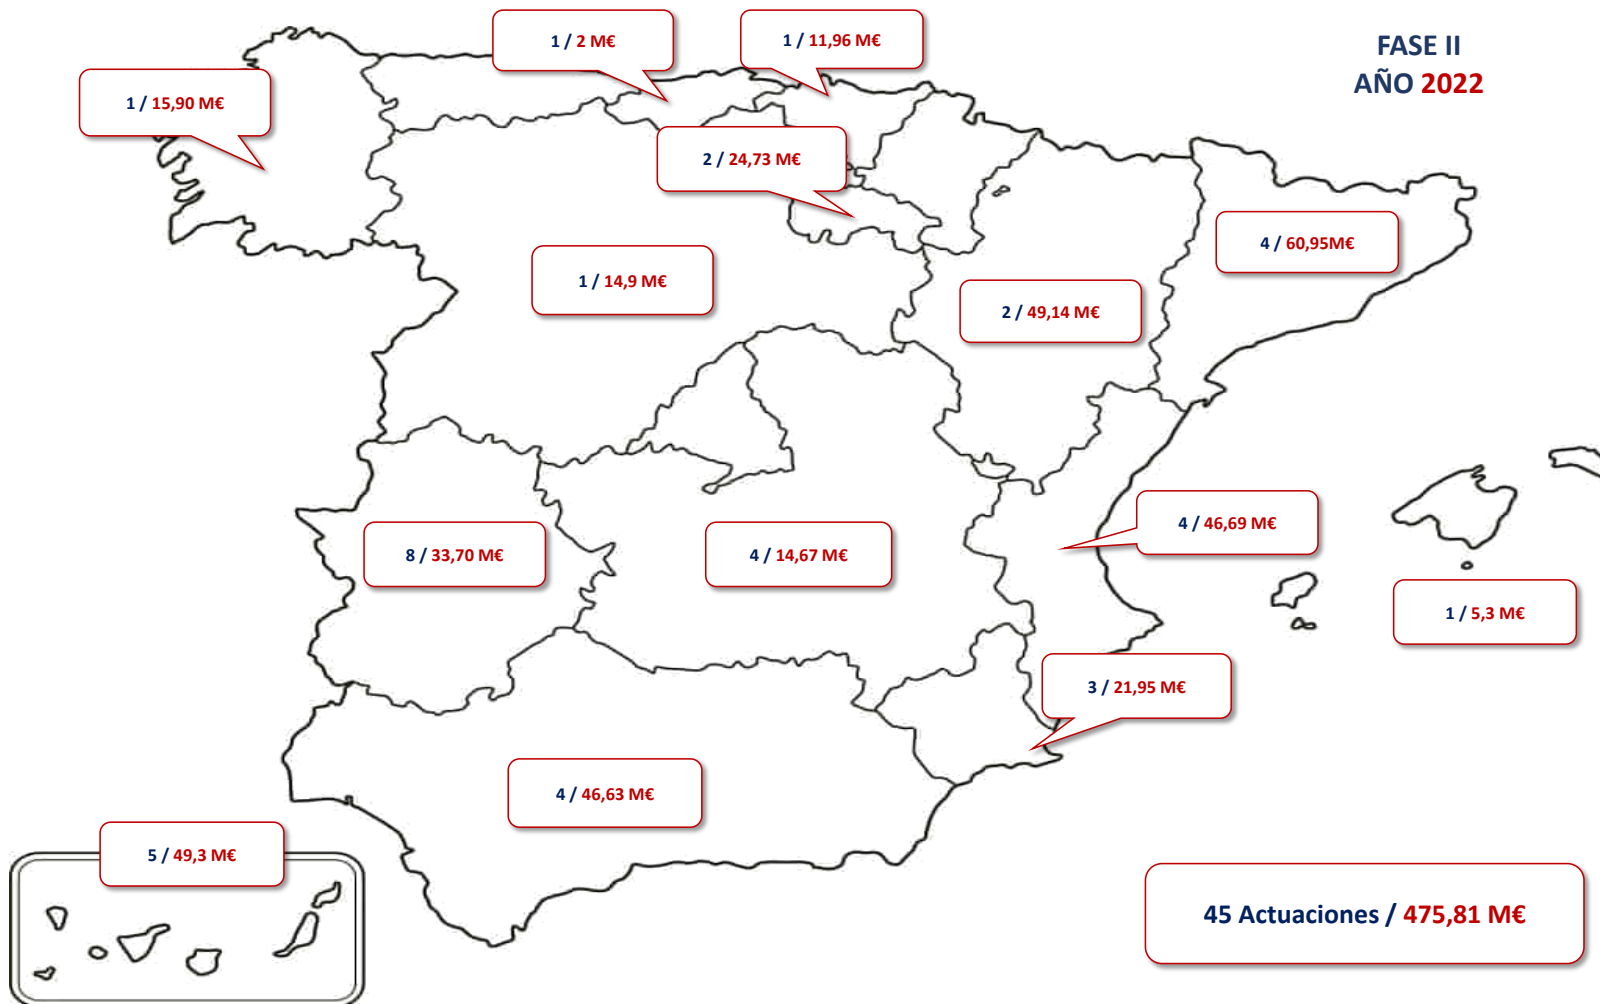 1 / 2 M€
1 / 11,96 M€
FASE II
AÑO 2022
1 / 15,90 M€
2 / 24,73 M€
4 / 60,95M€
1 / 14,9 M€
2 / 49,14 M€
4 / 46,69 M€
8 / 33,70 M€
4 / 14,67 M€
1 / 5,3 M€
3 / 21,95 M€
4 / 46,63 M€
5 / 49,3 M€
45 Actuaciones / 475,81 M€